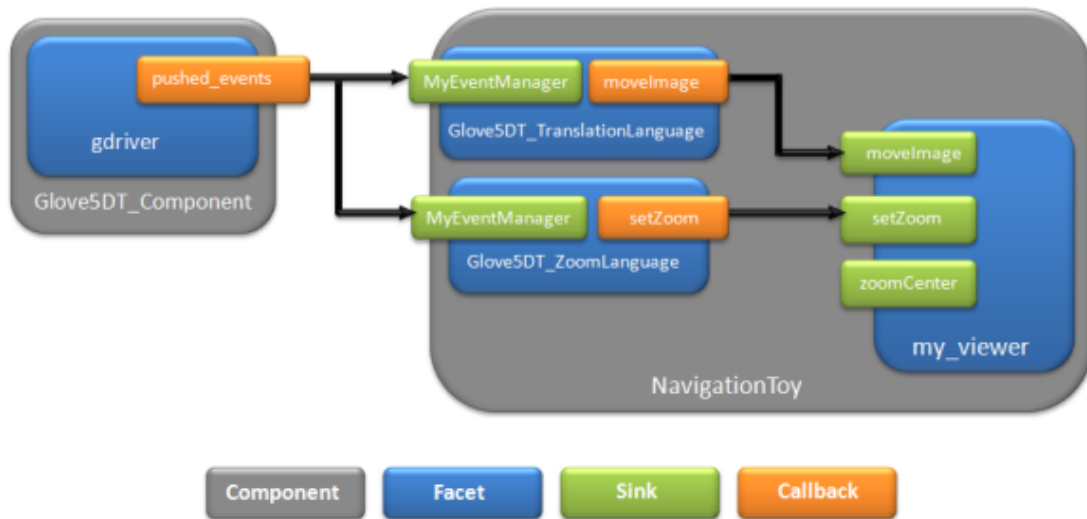 pushed_events
gdriver
Glove5DT_Component
MyEventManager
moveImage
Glove5DT_TranslationLanguage
MyEventManager
setZoom
Glove5DT_ZoomLanguage
moveImage
setZoom
zoomCenter
my_viewer
NavigationToy
Component
Facet
Sink
Callback